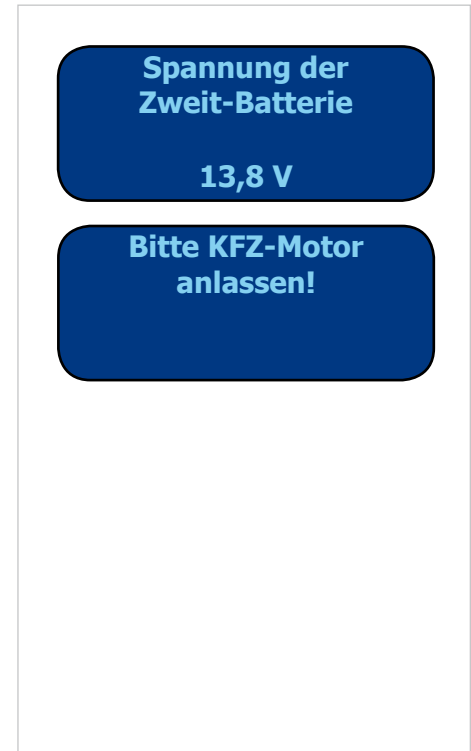 Spannung der
Zweit-Batterie
13,8 V
Bitte KFZ-Motor
anlassen!